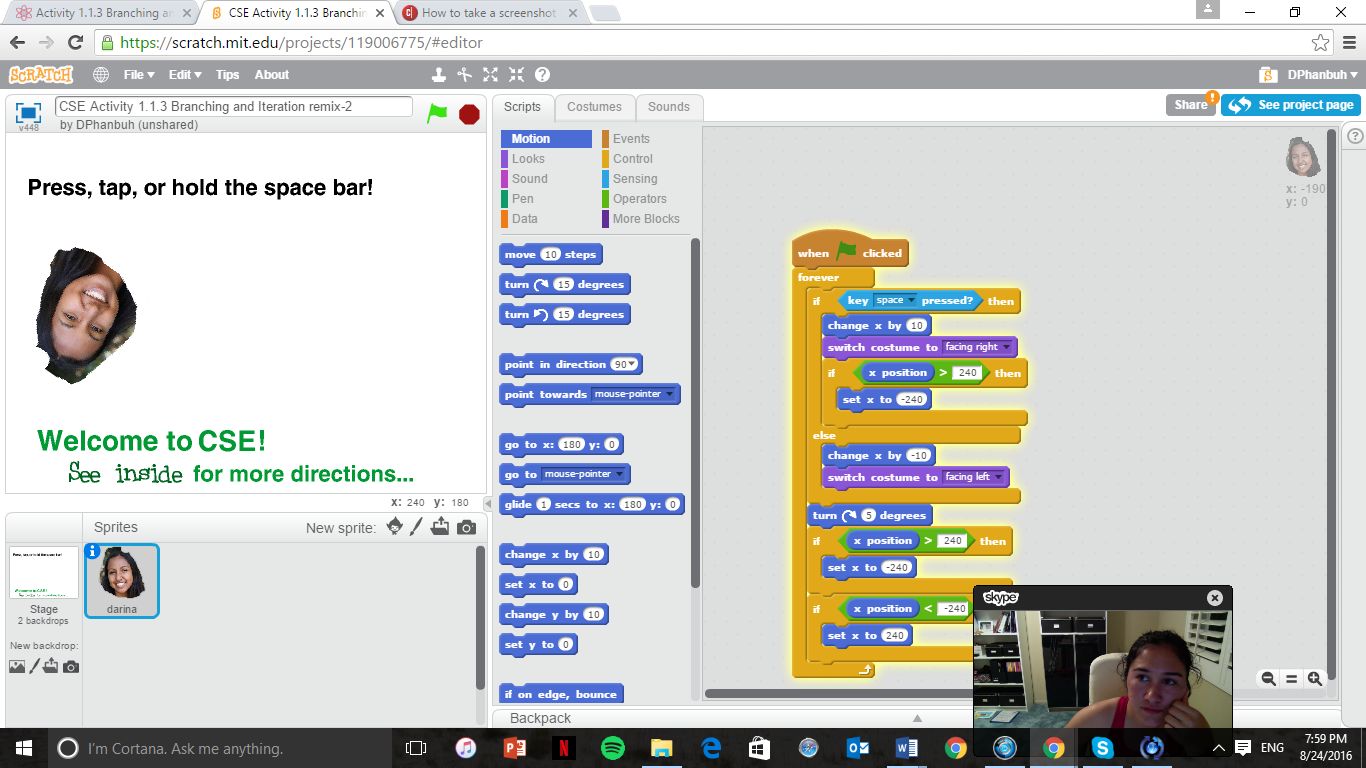 Activity 1.1.3 Branching a
CSE Activity 1.1.3 Branchin
How to take a screenshot
https://scratch.mit.edu/projects/119006775/#editor
SCRATCH
File Edit Tips About
DPhanbuh
v448
CSE Activity 1.1.3 Branching and Iteration remix-2
by DPhanbuh (unshared)
Scripts Costumes Sounds
Share
See project page
Motion Events
Looks Control
Sound Sensing
Pen Operators
Data More Blocks
Press, tap, or hold the space bar!
Welcome to CSE!
See inside for more directions...
x: 240 y: 180
Sprites New sprite:
Stage
2 backdrops
New backdrop:
darina
move 10 steps
turn 15 degrees
turn 15 degrees
point in direction 90
point towards mouse-pointer
go to x: 180 y: 0
go to mouse-pointer
glide 1 secs to x: 180 y: 0
change x by 10
set x to 0
change y by 10
set y to 0
if on edge, bounce
x: -190
y: 0
when clicked
forever
if key space pressed? then
change x by 10
switch costume to facing right
if x position > 240 then
set x to -240
else
change x by -10
switch costume to facing left
turn 5 degrees
if x position > 240 then
set x to -240
if x position < -240
set x to 240
skype
Backpack
I'm Cortana. Ask me anything.
ENG
7:59 PM
8/24/2016